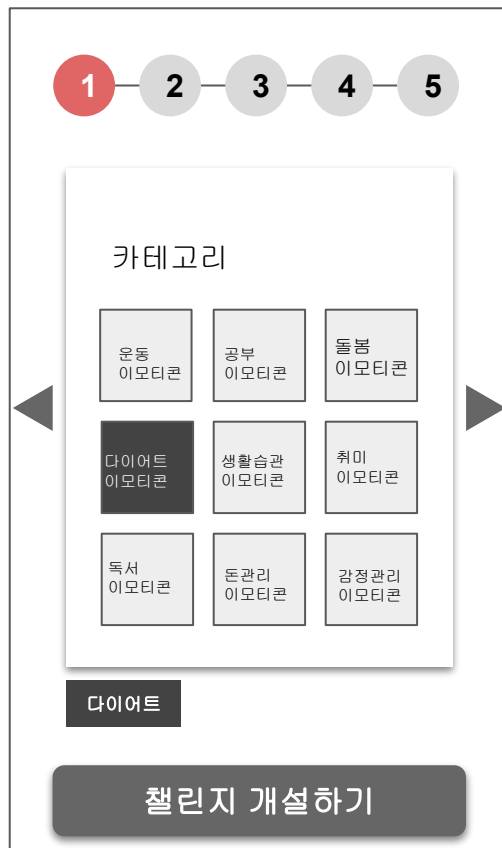 1 2 3 4 5
카테고리
운동
이모티콘
공부
이모티콘
돌봄
이모티콘
다이어트
이모티콘
생활습관
이모티콘
취미
이모티콘
독서
이모티콘
돈관리
이모티콘
감정관리
이모티콘
다이어트
챌린지 개설하기